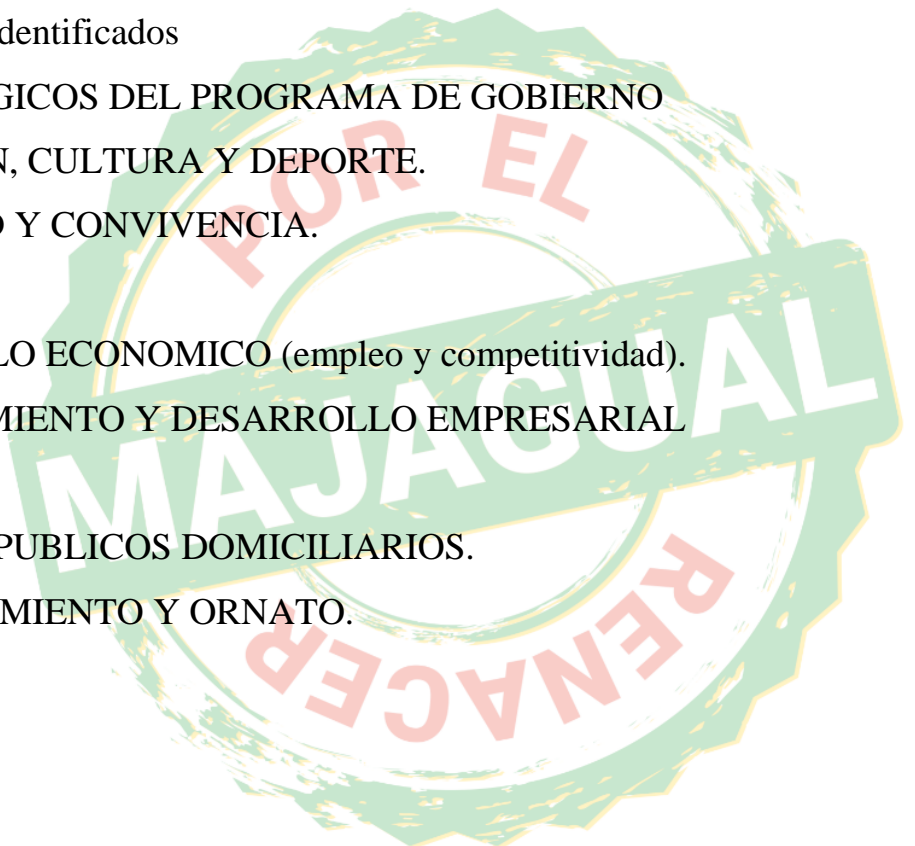 dentificados
GICOS DEL PROGRAMA DE GOBIERNO
N, CULTURA Y DEPORTE.
O Y CONVIVENCIA.
LO ECONOMICO (empleo y competitividad).
MIENTO Y DESARROLLO EMPRESARIAL
PUBLICOS DOMICILIARIOS.
MIENTO Y ORNATO.
POR EL
MAJAGUAL
RENACER